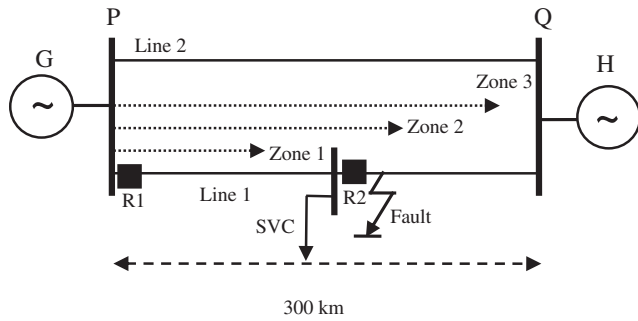 P
Q
Line 2
G
H
~
~
Zone 3
Zone 2
Zone 1
R1
Line 1
R2
SVC
Fault
300 km